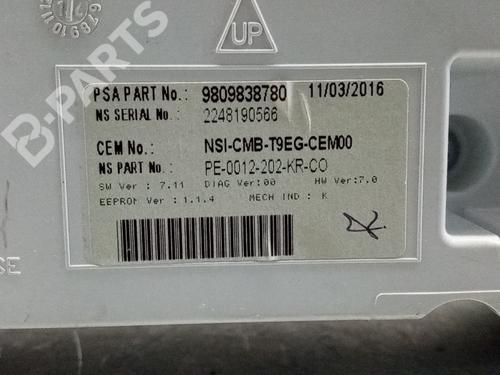 B-PARTS
UP
PSA PART No.: 9809838780 11/03/2016
NS SERIAL No.: 2248190566
CEM No.: NSI-CMB-T9EG-CEM00
NS PART No.: PE-0012-202-KR-CO
SW Ver : 7.11 DIAG Ver:00 HW Ver:7.0
EEPROM Ver : 1.1.4 MECH IND : K